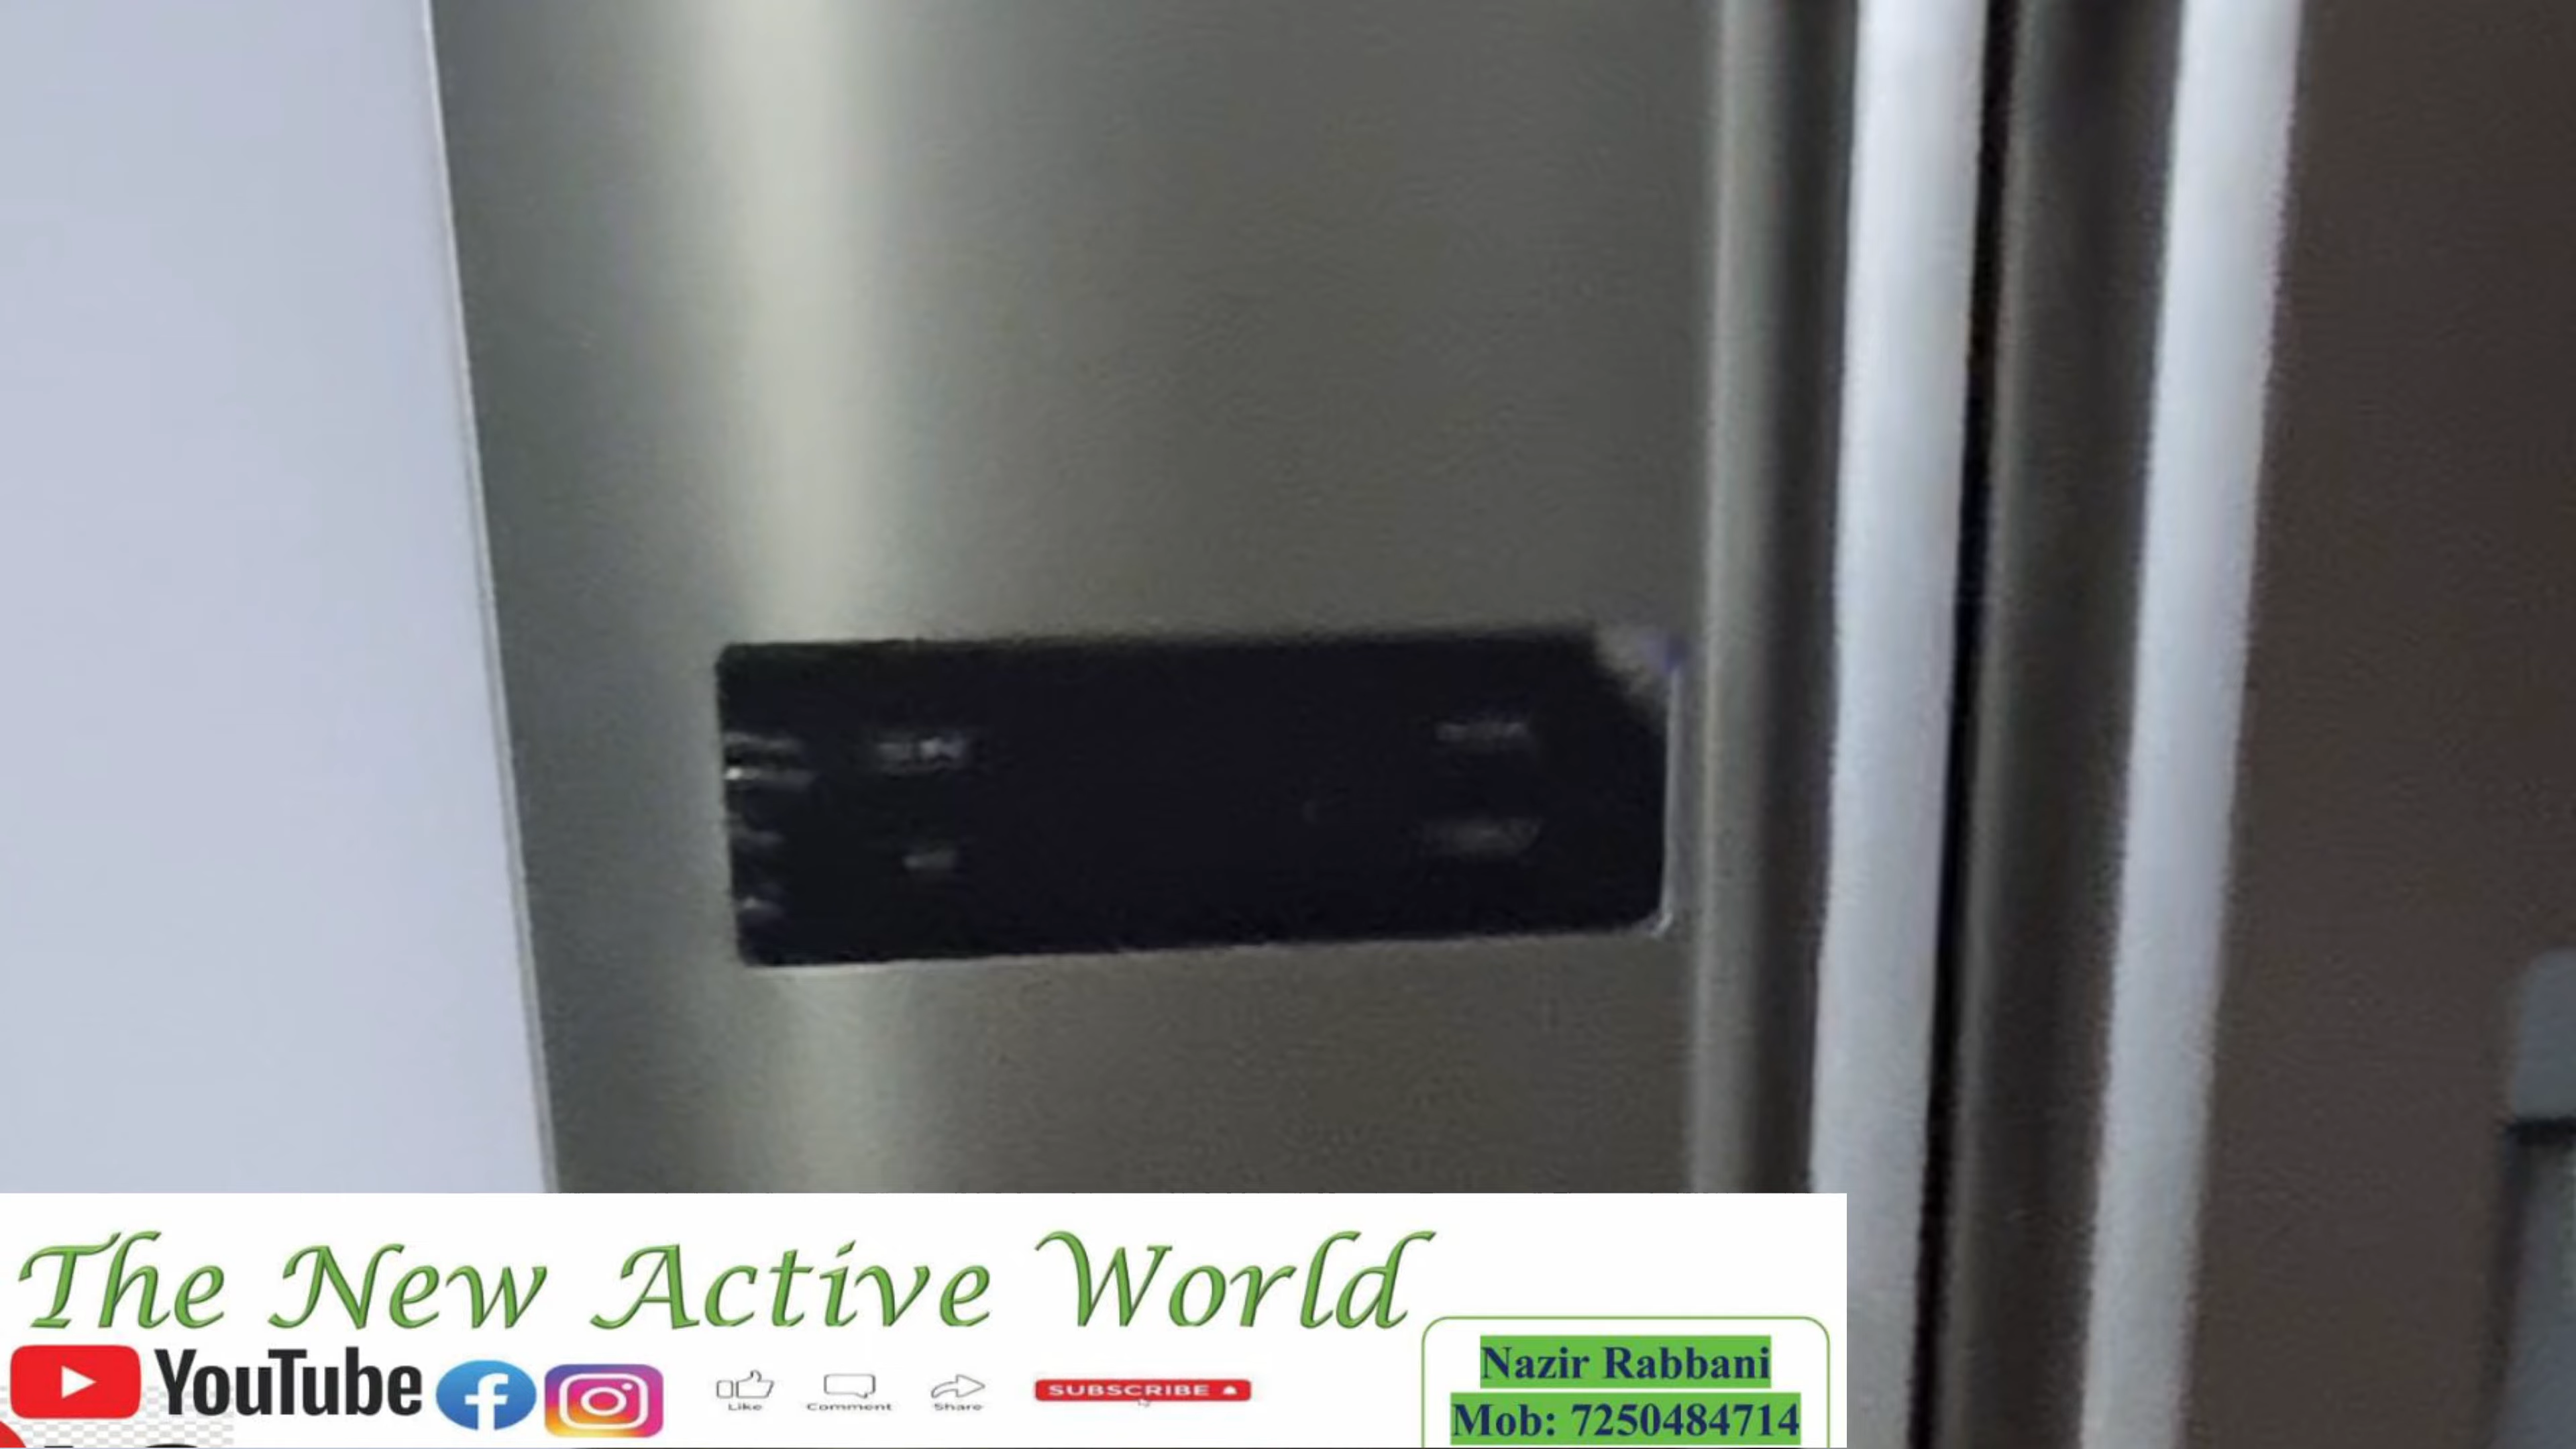 The New Active World
YouTube
Like Comment Share
SUBSCRIBE
Nazir Rabbani
Mob: 7250484714